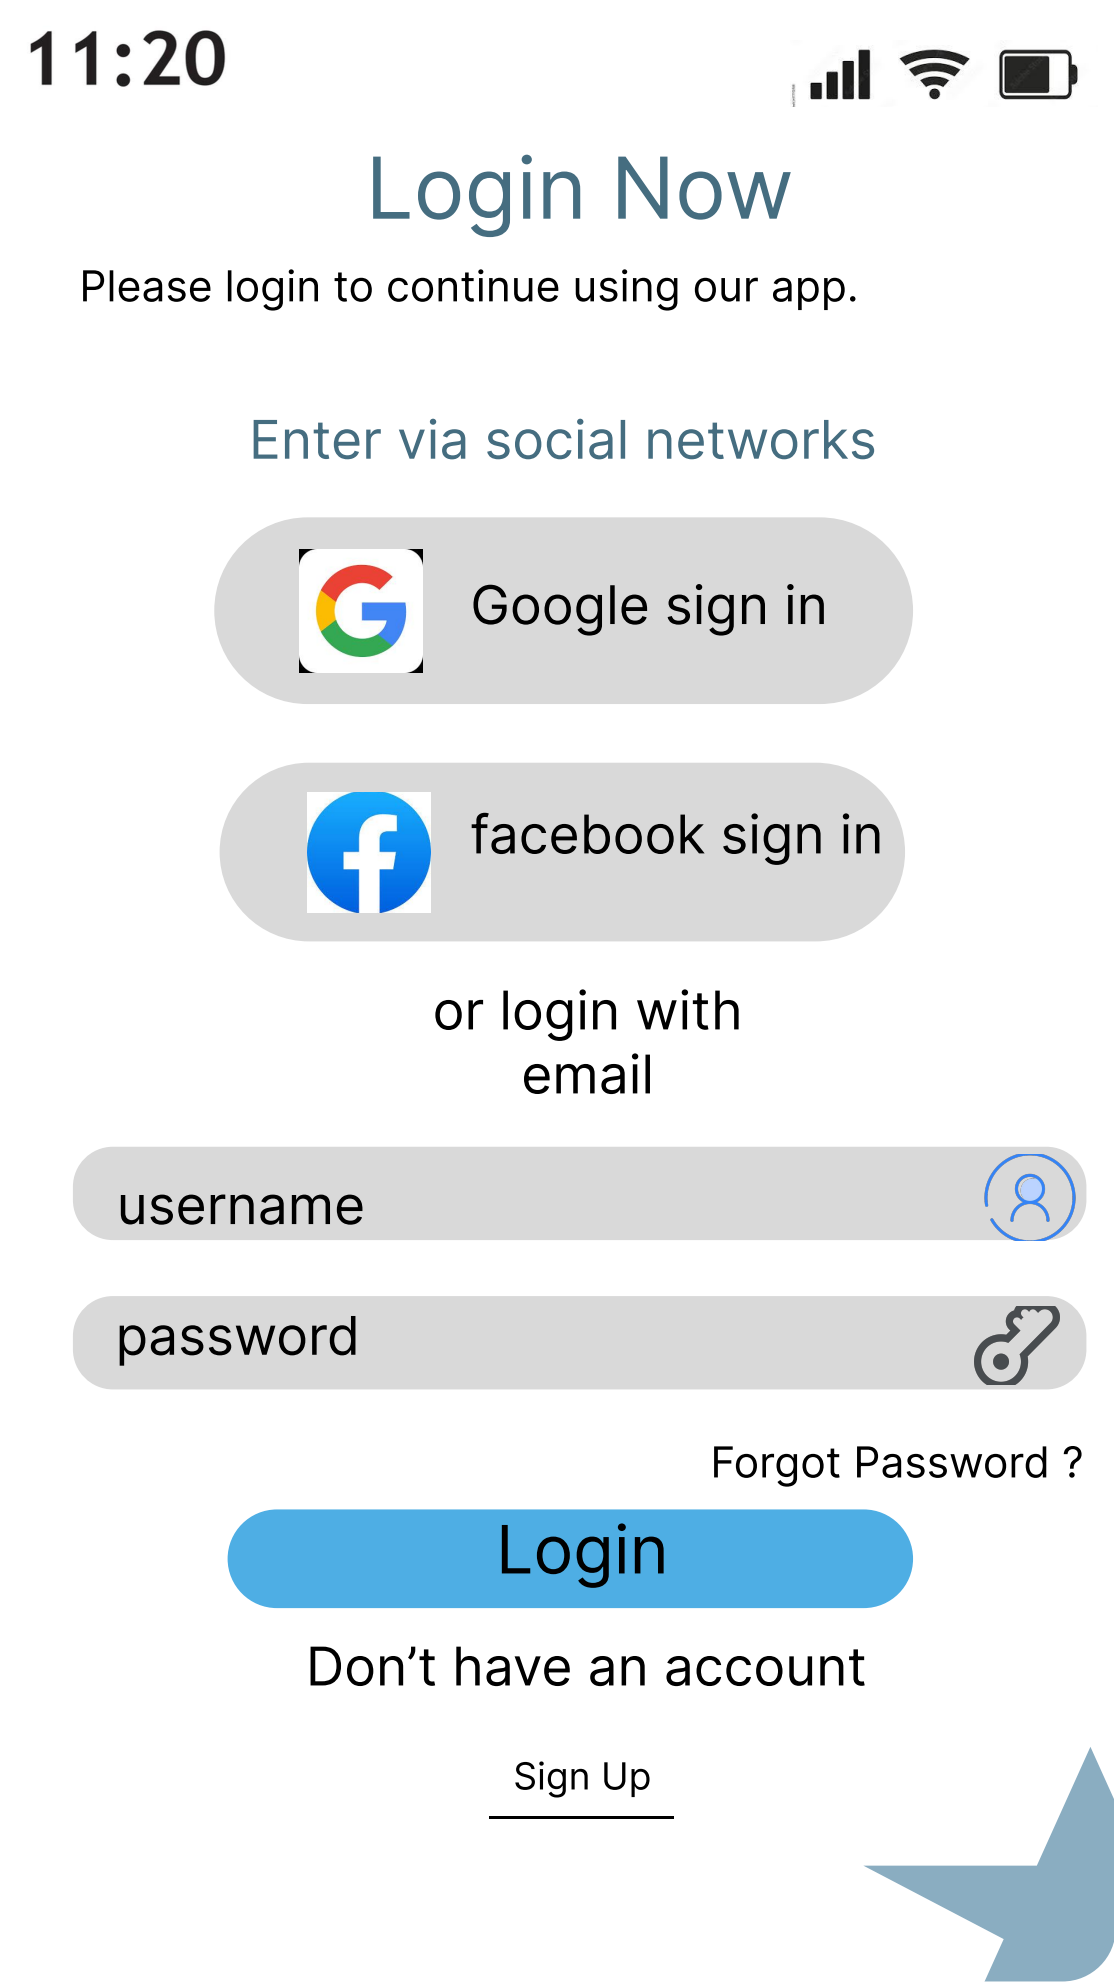 11:20
Login Now
Please login to continue using our app.
Enter via social networks
Google sign in
facebook sign in
or login with
email
username
password
Forgot Password ?
Login
Don’t have an account
Sign Up